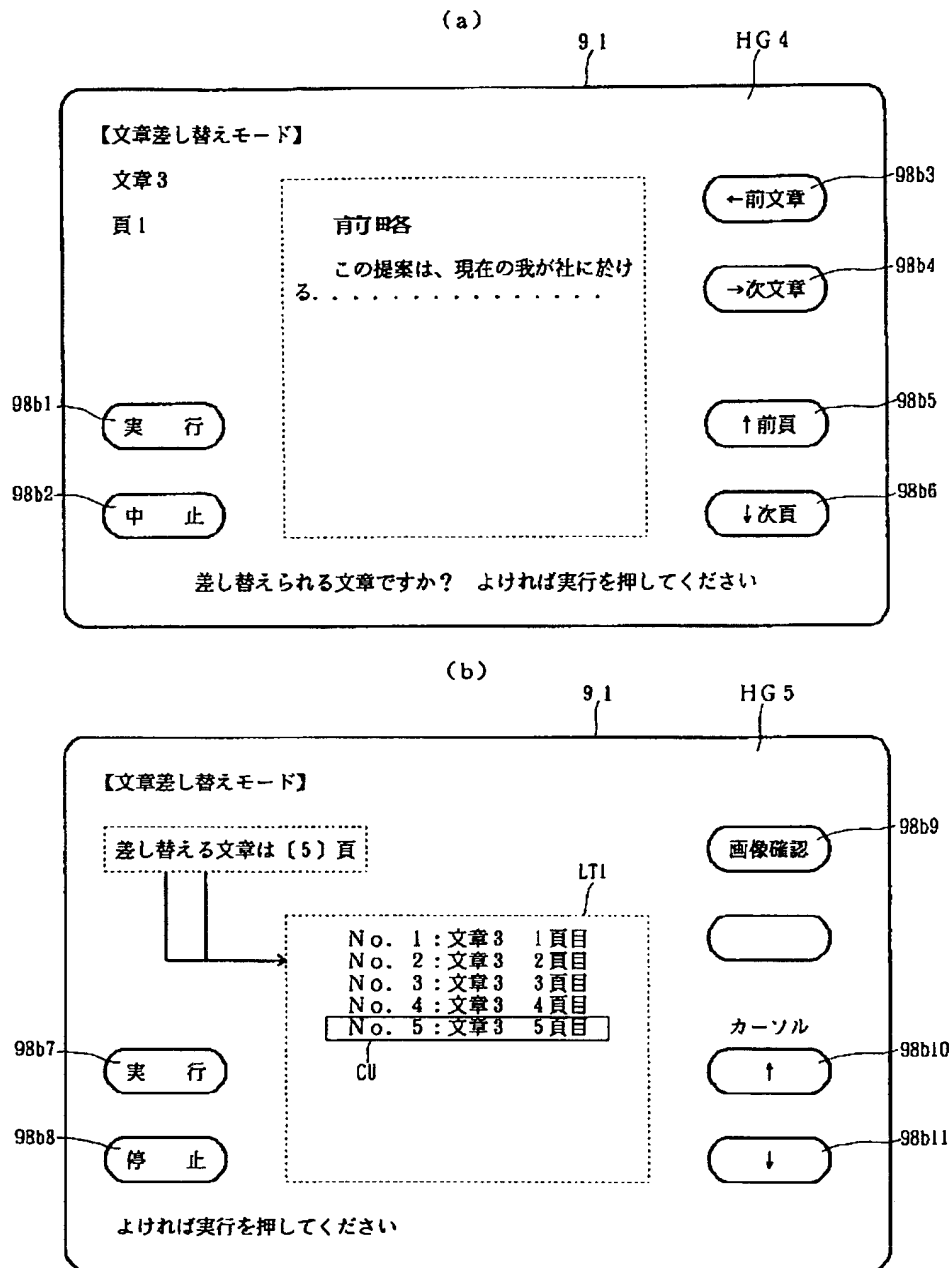 (a)
91
HG4
【文章差し替えモード】
文章3
頁1
前略
この提案は、現在の我が社に於け
る．．．．．．．．．．．．．．．
←前文章
98b3
→次文章
98b4
98b1
実 行
↑前頁
98b5
98b2
中 止
↓次頁
98b6
差し替えられる文章ですか？ よければ実行を押してください
(b)
91
HG5
【文章差し替えモード】
差し替える文章は〔5〕頁
画像確認
98b9
LT1
No. 1：文章3 1頁目
No. 2：文章3 2頁目
No. 3：文章3 3頁目
No. 4：文章3 4頁目
No. 5：文章3 5頁目
CU
カーソル
98b7
実 行
↑
98b10
98b8
停 止
↓
98b11
よければ実行を押してください